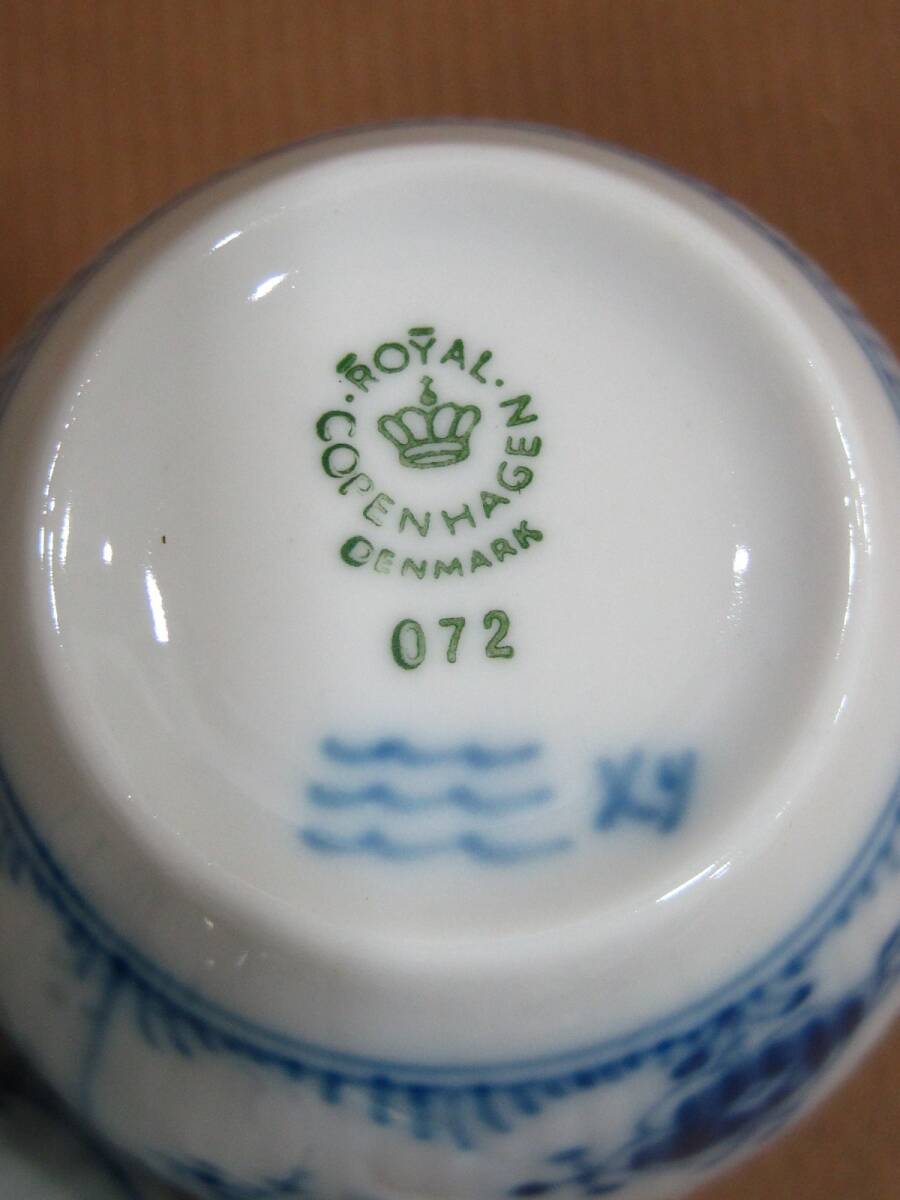 ROYAL.
COPENHAGEN
DENMARK
072